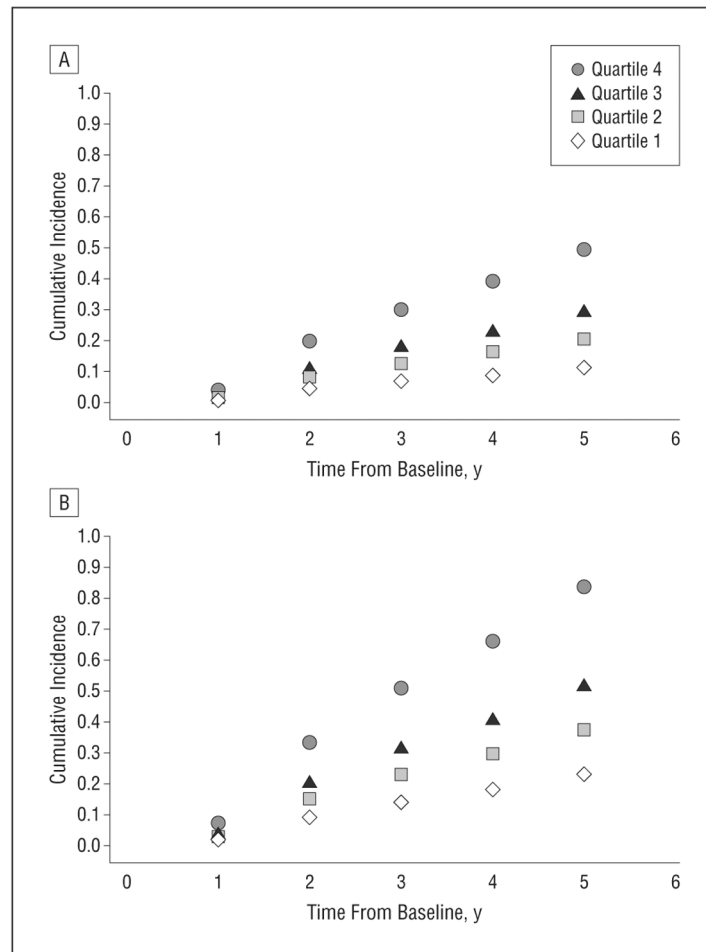 A
Quartile 4
Quartile 3
Quartile 2
Quartile 1
1.0
0.9
0.8
0.7
0.6
0.5
0.4
0.3
0.2
0.1
0.0
Cumulative Incidence
0 1 2 3 4 5 6
Time From Baseline, y
B
1.0
0.9
0.8
0.7
0.6
0.5
0.4
0.3
0.2
0.1
0.0
Cumulative Incidence
0 1 2 3 4 5 6
Time From Baseline, y